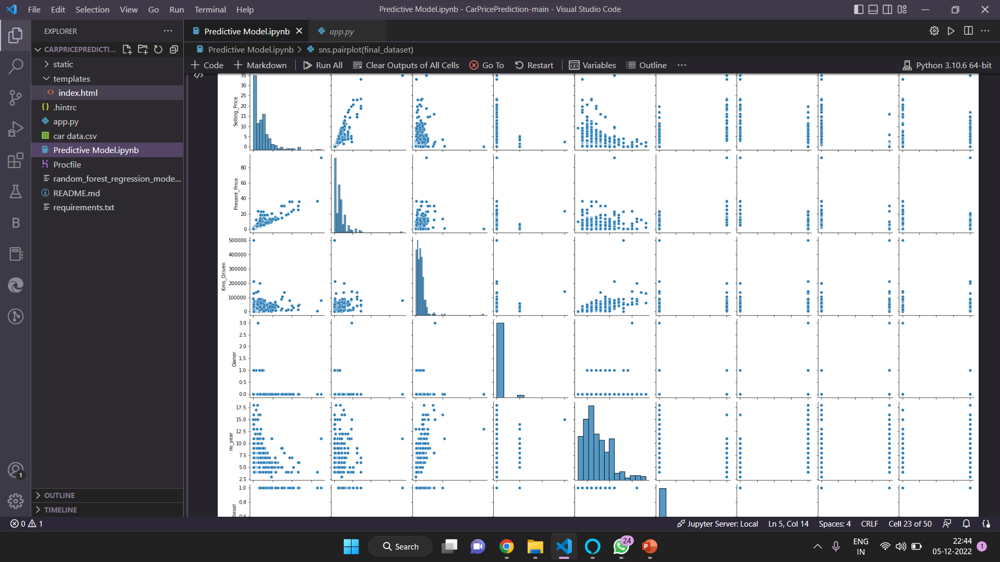 File Edit Selection View Go Run Terminal Help
Predictive Model.ipynb - CarPricePrediction-main - Visual Studio Code
EXPLORER
Predictive Model.ipynb
app.py
CARPRICEPREDICTI...
Predictive Model.ipynb > sns.pairplot(final_dataset)
Code Markdown Run All Clear Outputs of All Cells Go To Restart Variables Outline
Python 3.10.6 64-bit
static
templates
index.html
.hintrc
app.py
car data.csv
Predictive Model.ipynb
Procfile
random_forest_regression_mode...
README.md
requirements.txt
B
1
OUTLINE
TIMELINE
35
30
25
20
15
10
5
0
Selling_Price
80
60
40
20
0
Present_Price
500000
400000
300000
200000
100000
0
Kms_Driven
3.0
2.5
2.0
1.5
1.0
0.5
0.0
Owner
17.5
15.0
12.5
10.0
7.5
5.0
2.5
no_year
1.0
0.8
0.6
0 1
Jupyter Server: Local Ln 5, Col 14 Spaces: 4 CRLF Cell 23 of 50
Search
24
ENG
IN
22:44
05-12-2022
1